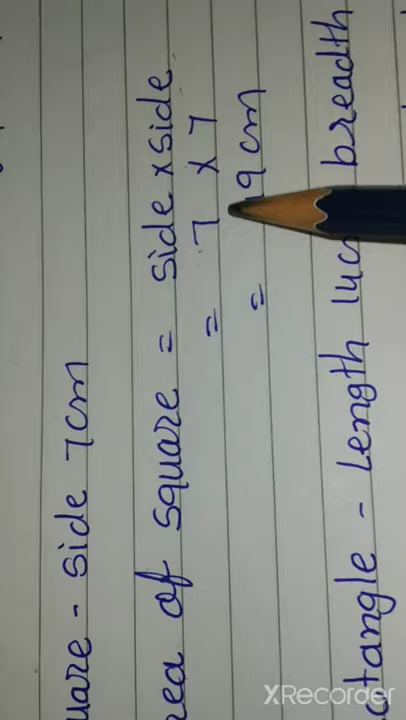 uare - side 7cm
rea of square = side x side
= 7 x 7
= 9 cm
ctangle - Length 14c breadth
XRecorder